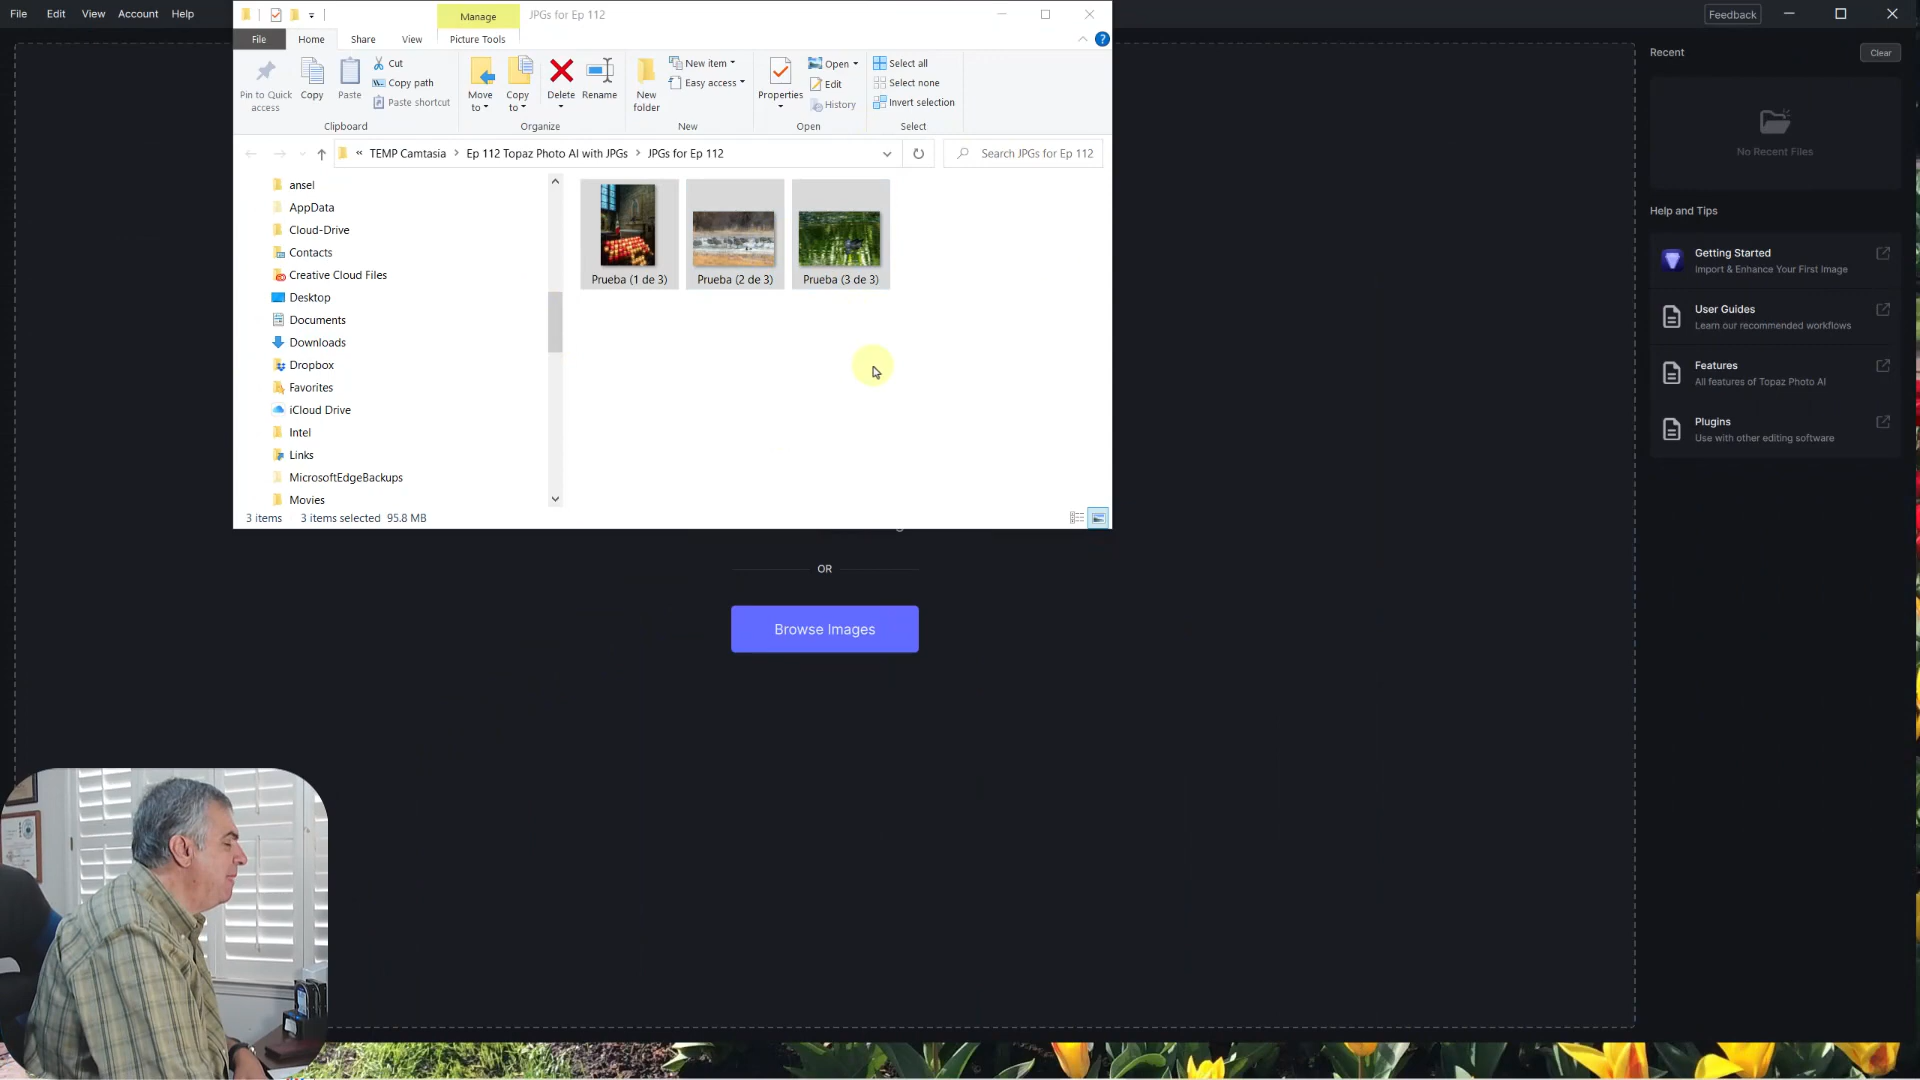 File Edit View Account Help
Manage
JPGs for Ep 112
Feedback
File Home Share View Picture Tools
Recent
Clear
Pin to Quick access
Copy
Paste
Cut
Copy path
Paste shortcut
Clipboard
Move to
Copy to
Delete
Rename
Organize
New folder
New item
Easy access
New
Properties
Open
Edit
History
Open
Select all
Select none
Invert selection
Select
« TEMP Camtasia > Ep 112 Topaz Photo AI with JPGs > JPGs for Ep 112
Search JPGs for Ep 112
ansel
AppData
Cloud-Drive
Contacts
Creative Cloud Files
Desktop
Documents
Downloads
Dropbox
Favorites
iCloud Drive
Intel
Links
MicrosoftEdgeBackups
Movies
Prueba (1 de 3)
Prueba (2 de 3)
Prueba (3 de 3)
3 items 3 items selected 95.8 MB
OR
Browse Images
No Recent Files
Help and Tips
Getting Started
Import & Enhance Your First Image
User Guides
Learn our recommended workflows
Features
All features of Topaz Photo AI
Plugins
Use with other editing software